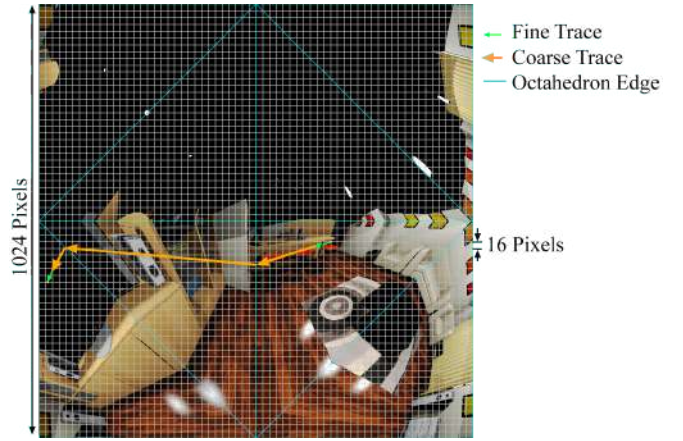 Fine Trace
Coarse Trace
Octahedron Edge
1024 Pixels
16 Pixels